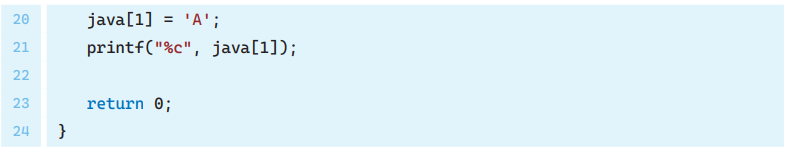 20 java[1] = 'A';
21 printf("%c", java[1]);
22
23 return 0;
24 }